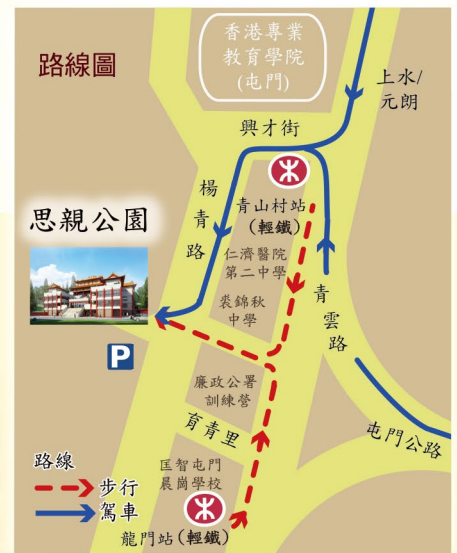 路線圖
香港專業
教育學院
(屯門)
上水/
元朗
興才街
楊青路
青山村站
(輕鐵)
思親公園
仁濟醫院
第二中學
裘錦秋
中學
青雲路
P
廉政公署
訓練營
育青里
屯門公路
匡智屯門
晨崗學校
路線
步行
駕車
龍門站(輕鐵)